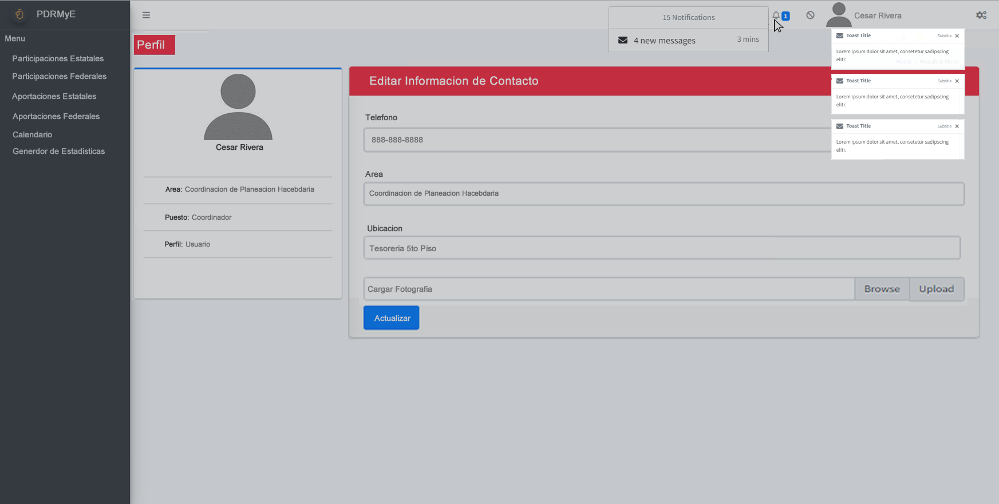 PDRMyE
Menu
Participaciones Estatales
Participaciones Federales
Aportaciones Estatales
Aportaciones Federales
Calendario
Generdor de Estadisticas
15 Notifications
4 new messages 3 mins
1
Cesar Rivera
Perfil
Cesar Rivera
Area: Coordinacion de Planeacion Hacebdaria
Puesto: Coordinador
Perfil: Usuario
Editar Informacion de Contacto
Telefono
888-888-8888
Area
Coordinacion de Planeacion Hacebdaria
Ubicacion
Tesoreria 5to Piso
Cargar Fotografia Browse Upload
Actualizar
Toast Title Subtitle ×
Lorem ipsum dolor sit amet, consetetur sadipscing
elitr.
Home / Modals & Alerts
Toast Title Subtitle ×
Lorem ipsum dolor sit amet, consetetur sadipscing
elitr.
Toast Title Subtitle ×
Lorem ipsum dolor sit amet, consetetur sadipscing
elitr.